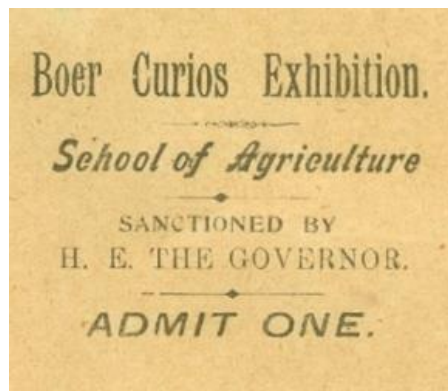 Boer Curios Exhibition.
School of Agriculture
SANCTIONED BY
H. E. THE GOVERNOR.
ADMIT ONE.